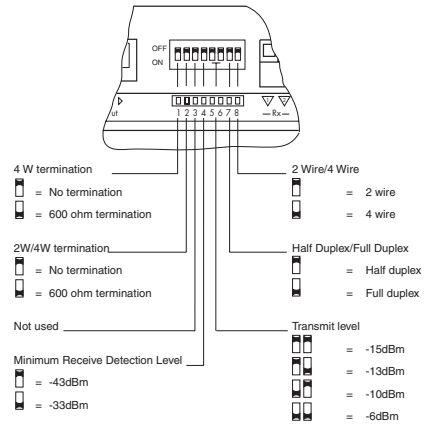 OFF
ON
ut
1 2 3 4 5 6 7 8
Rx
4 W termination
= No termination
= 600 ohm termination
2W/4W termination
= No termination
= 600 ohm termination
Not used
Minimum Receive Detection Level
= -43dBm
= -33dBm
2 Wire/4 Wire
= 2 wire
= 4 wire
Half Duplex/Full Duplex
= Half duplex
= Full duplex
Transmit level
= -15dBm
= -13dBm
= -10dBm
= -6dBm